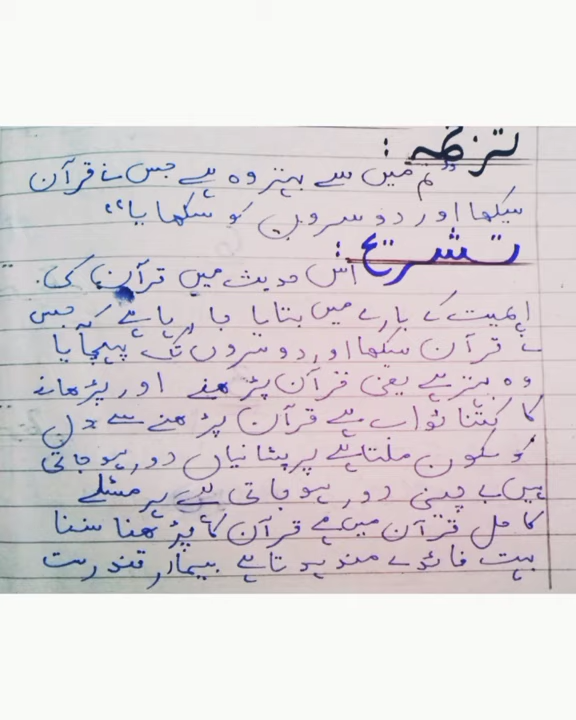 ترجمہ:
"تم میں سے بہتر وہ ہے جس نے قرآن
سیکھا اور دوسروں کو سکھایا"
تشریح:
اس حدیث میں قرآن کی
اہمیت کے بارے میں بتایا جا رہا ہے کہ جس
نے قرآن سیکھا اور دوسروں تک پہنچایا
وہ بہتر ہے یعنی قرآن پڑھنے اور پڑھانے
کا کتنا ثواب ہے قرآن پڑھنے سے دل
کو سکون ملتا ہے پریشانیاں دور ہو جاتی
ہیں بے چینی دور ہو جاتی ہے ہر مسئلے
کا حل قرآن میں ہے قرآن کا پڑھنا سننا
بہت فائدے مند ہوتا ہے بیمار تندرست